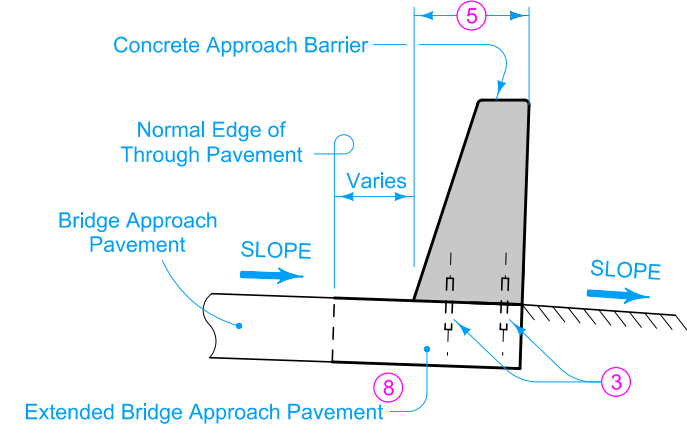 5
Concrete Approach Barrier
Normal Edge of
Through Pavement
Varies
Bridge Approach
Pavement
SLOPE
SLOPE
3
8
Extended Bridge Approach Pavement